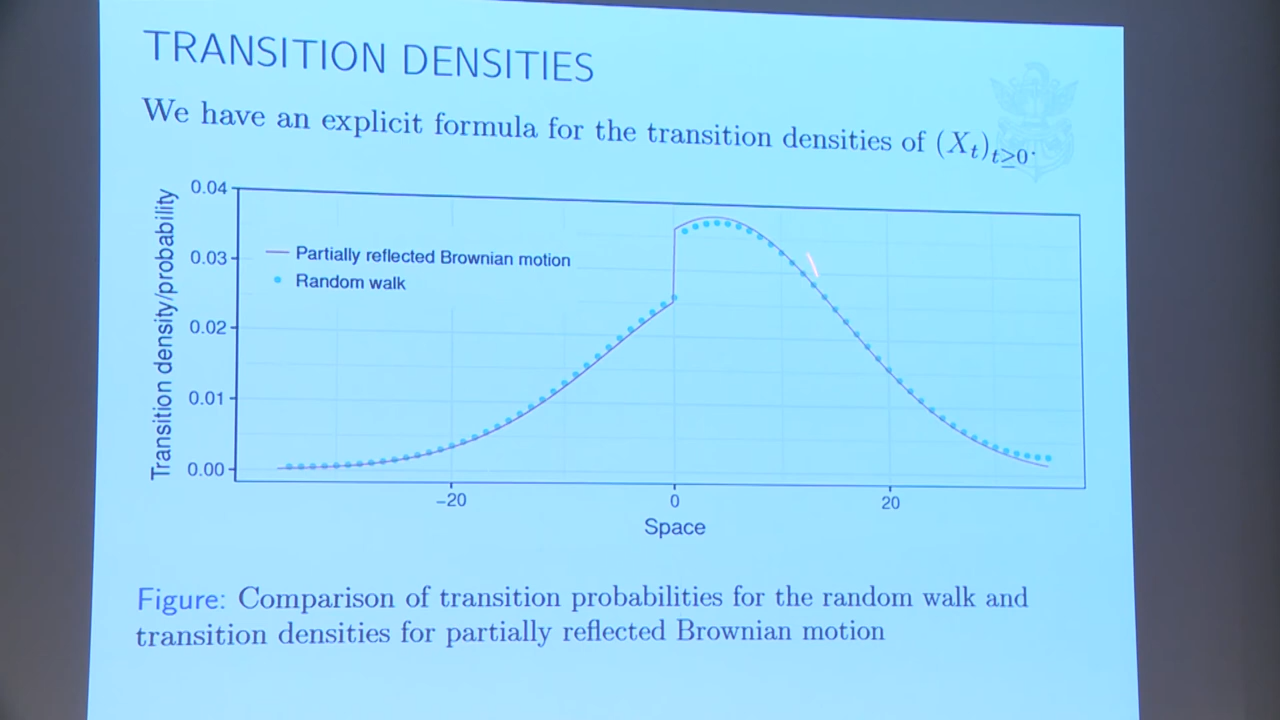 TRANSITION DENSITIES
We have an explicit formula for the transition densities of (Xₜ)ₜ≥₀.
0.04
0.03
0.02
0.01
0.00
Transition density/probability
Partially reflected Brownian motion
Random walk
−20
0
20
Space
Figure: Comparison of transition probabilities for the random walk and
transition densities for partially reflected Brownian motion